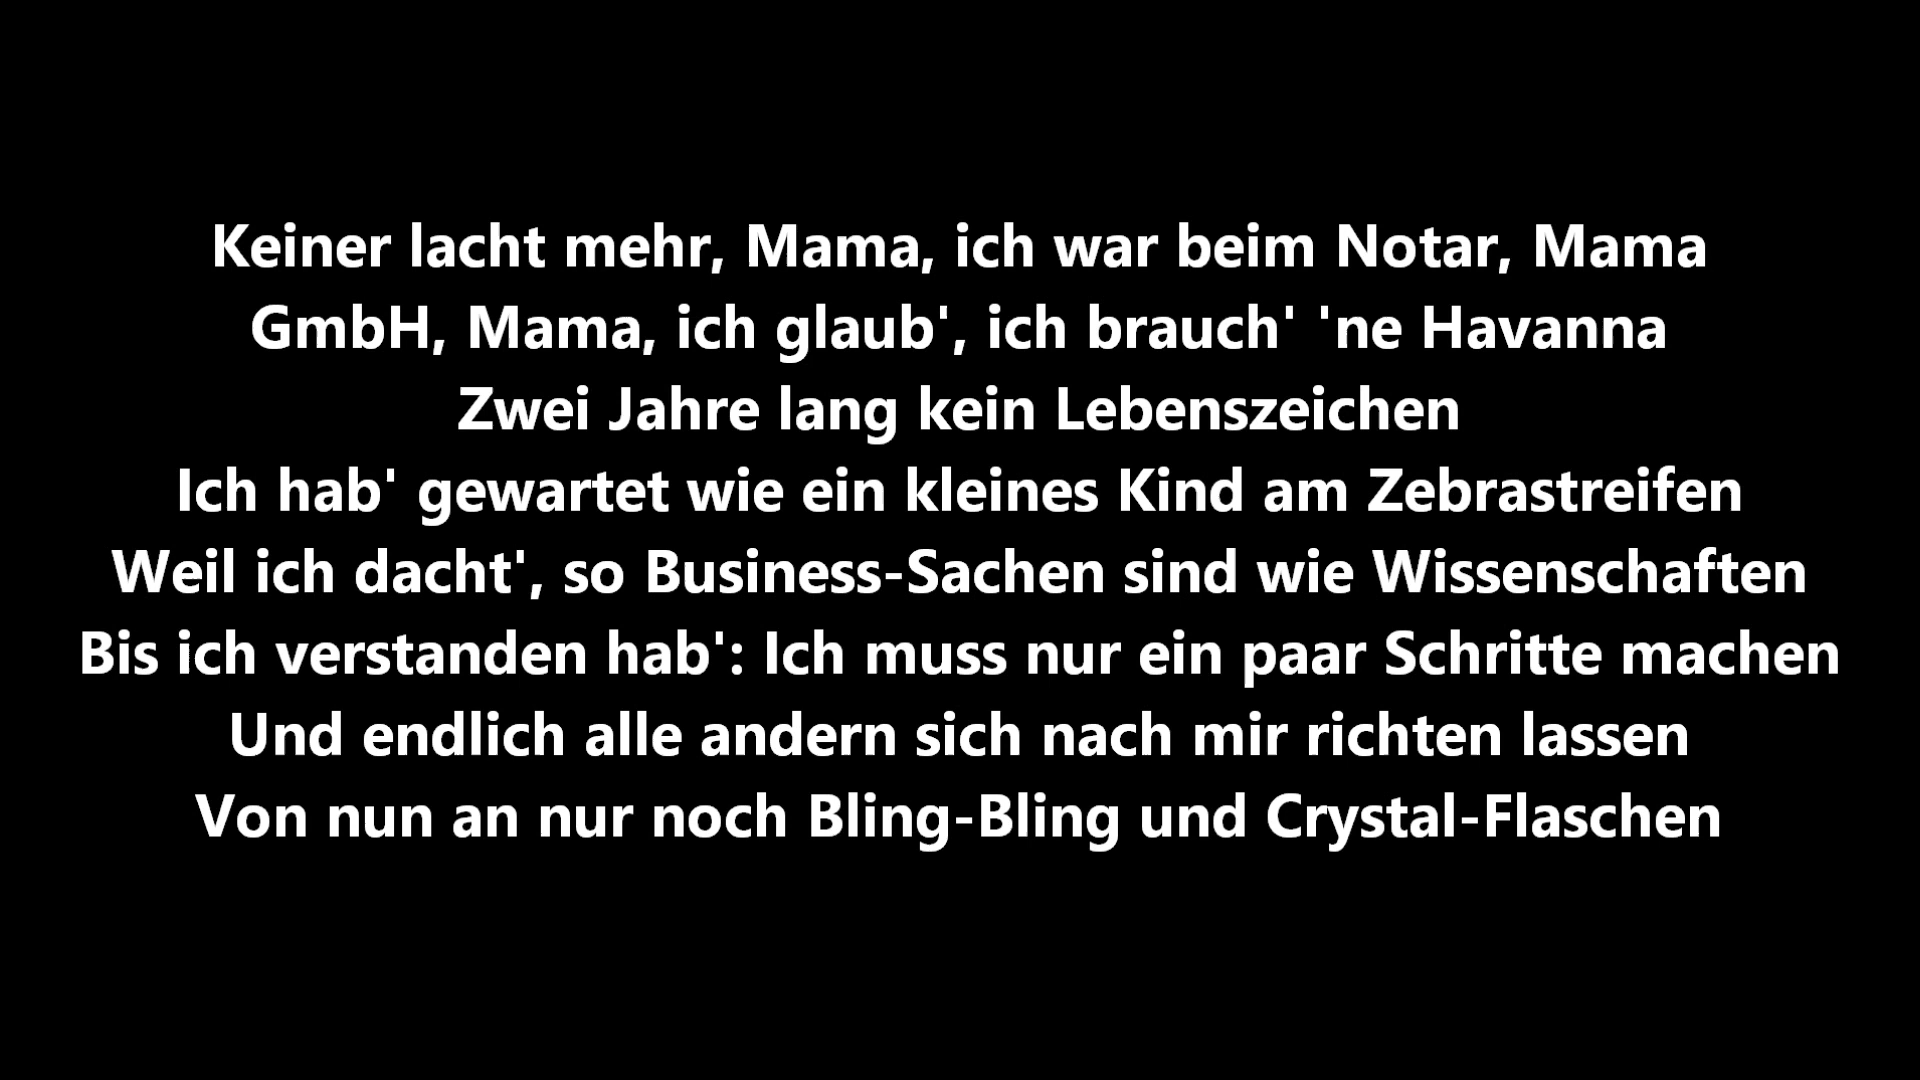 Keiner lacht mehr, Mama, ich war beim Notar, Mama
GmbH, Mama, ich glaub', ich brauch' 'ne Havanna
Zwei Jahre lang kein Lebenszeichen
Ich hab' gewartet wie ein kleines Kind am Zebrastreifen
Weil ich dacht', so Business-Sachen sind wie Wissenschaften
Bis ich verstanden hab': Ich muss nur ein paar Schritte machen
Und endlich alle andern sich nach mir richten lassen
Von nun an nur noch Bling-Bling und Crystal-Flaschen